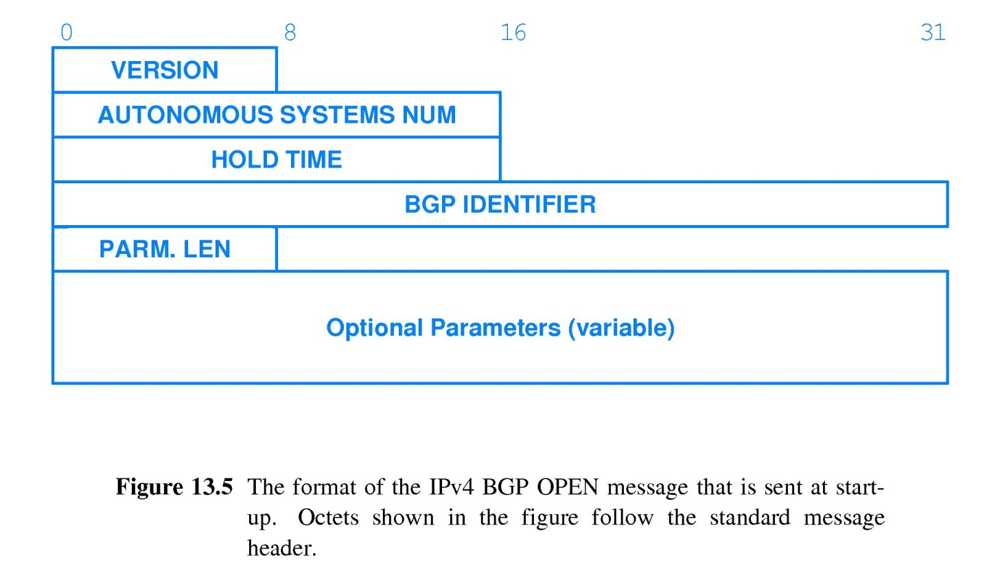 0 8 16 31
VERSION
AUTONOMOUS SYSTEMS NUM
HOLD TIME
BGP IDENTIFIER
PARM. LEN
Optional Parameters (variable)
Figure 13.5 The format of the IPv4 BGP OPEN message that is sent at start-
up. Octets shown in the figure follow the standard message
header.